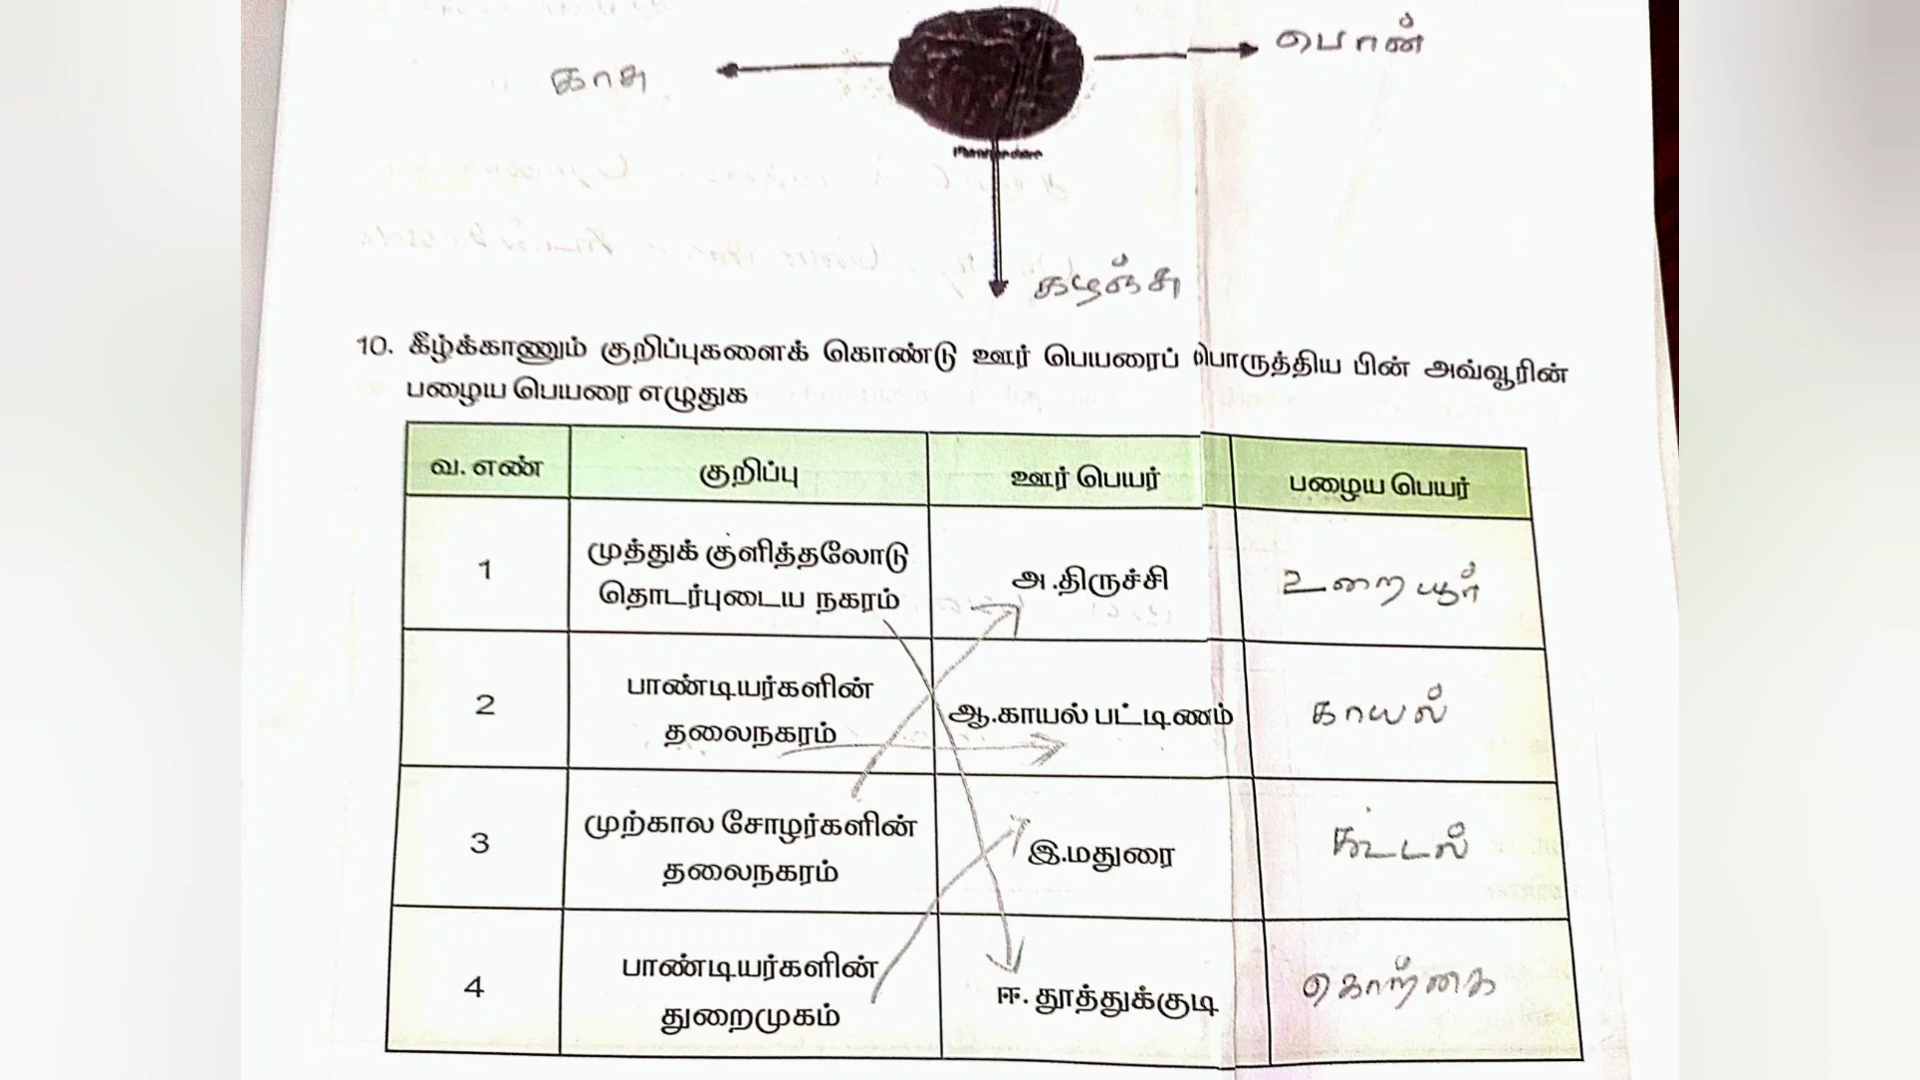 பொன்
காசு
கழஞ்சு
10. கீழ்க்காணும் குறிப்புகளைக் கொண்டு ஊர் பெயரைப் பொருத்திய பின் அவ்வூரின்
பழைய பெயரை எழுதுக
வ. எண் குறிப்பு ஊர் பெயர் பழைய பெயர்
1 முத்துக் குளித்தலோடு
தொடர்புடைய நகரம் அ .திருச்சி உறையூர்
2 பாண்டியர்களின்
தலைநகரம் ஆ.காயல் பட்டிணம் காயல்
3 முற்கால சோழர்களின்
தலைநகரம் இ.மதுரை கூடல்
4 பாண்டியர்களின்
துறைமுகம் ஈ. தூத்துக்குடி கொற்கை